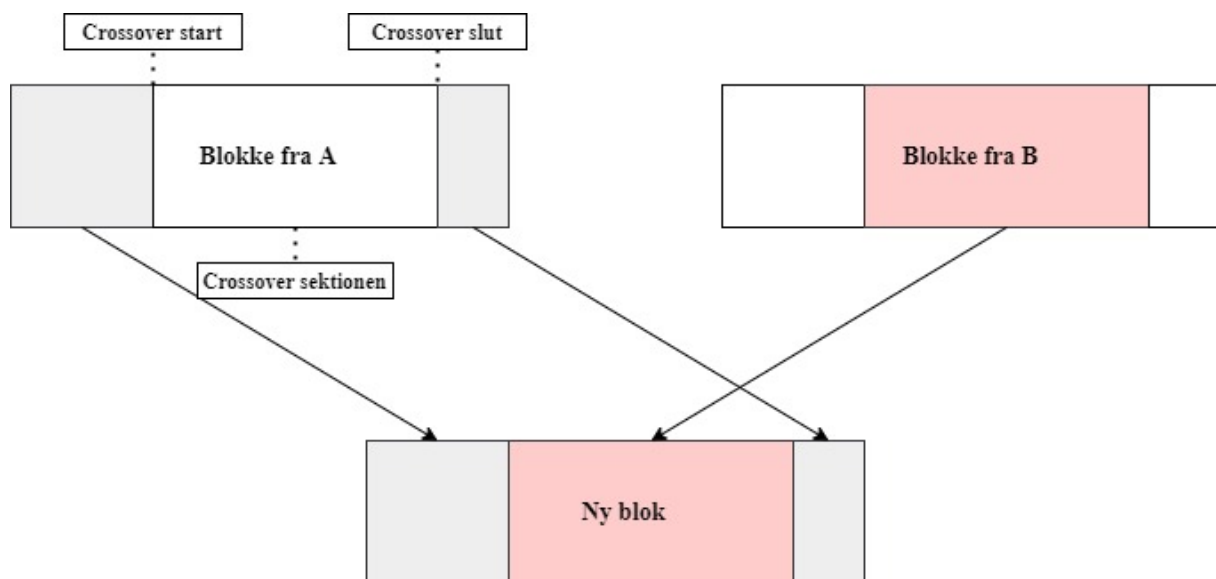 Crossover start
Crossover slut
Blokke fra A
Blokke fra B
Crossover sektionen
Ny blok